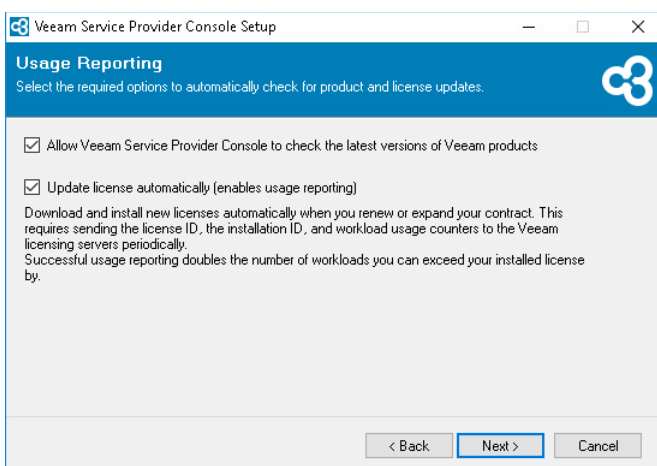 Veeam Service Provider Console Setup
Usage Reporting
Select the required options to automatically check for product and license updates.
Allow Veeam Service Provider Console to check the latest versions of Veeam products
Update license automatically (enables usage reporting)
Download and install new licenses automatically when you renew or expand your contract. This
requires sending the license ID, the installation ID, and workload usage counters to the Veeam
licensing servers periodically.
Successful usage reporting doubles the number of workloads you can exceed your installed license
by.
< Back Next > Cancel